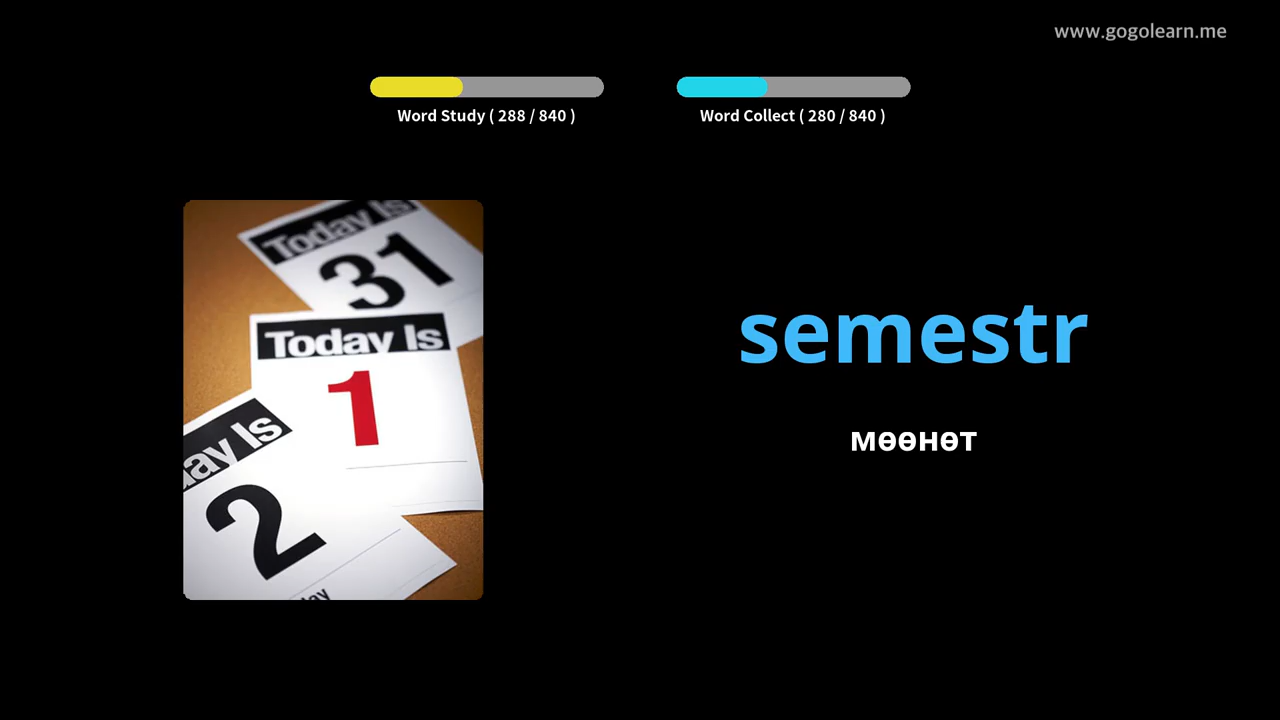 www.gogolearn.me
Word Study ( 288 / 840 )
Word Collect ( 280 / 840 )
Today Is
31
Today Is
1
ay Is
2
semestr
мөөнөт